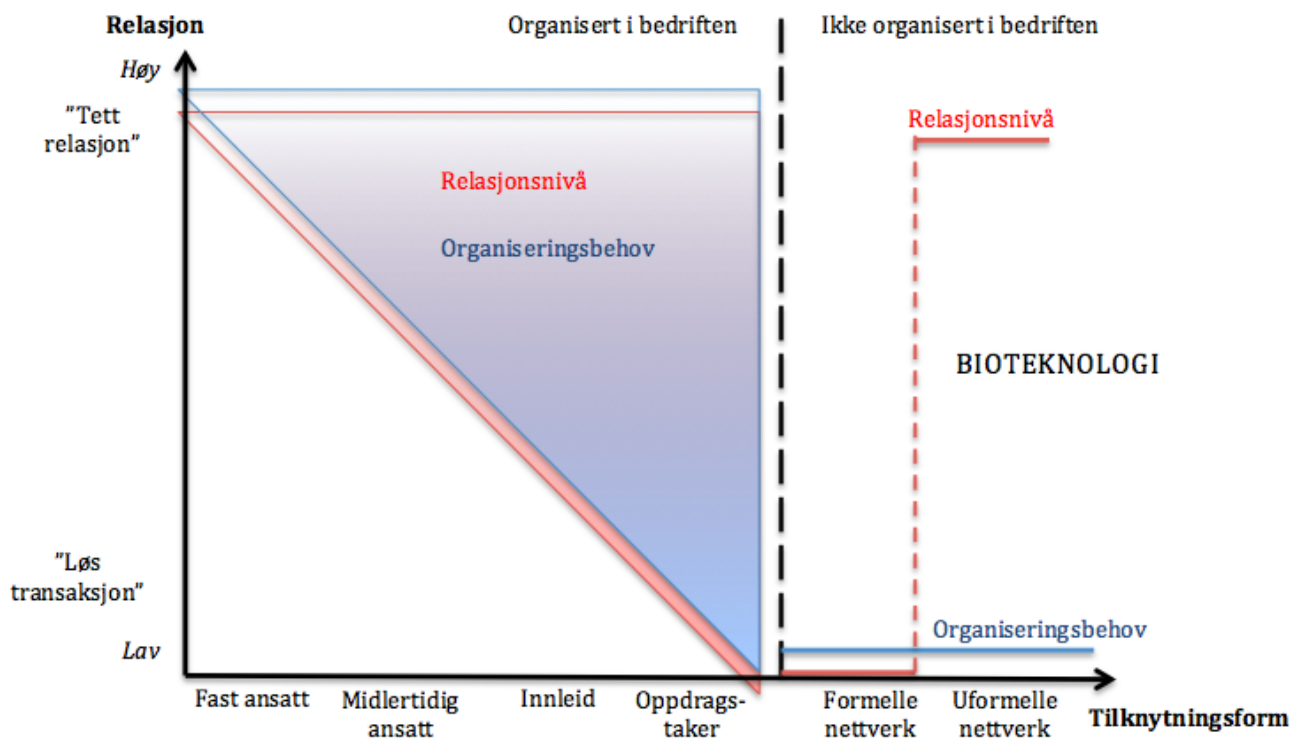 Relasjon
Organisert i bedriften
Ikke organisert i bedriften
Høy
"Tett
relasjon"
Relasjonsnivå
Relasjonsnivå
Organiseringsbehov
BIOTEKNOLOGI
"Løs
transaksjon"
Organiseringsbehov
Lav
Fast ansatt
Midlertidig
ansatt
Innleid
Oppdrags-
taker
Formelle
nettverk
Uformelle
nettverk
Tilknytningsform